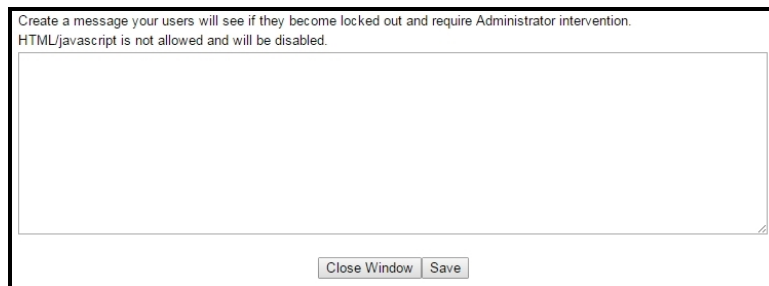 Create a message your users will see if they become locked out and require Administrator intervention.
HTML/javascript is not allowed and will be disabled.
Close Window Save